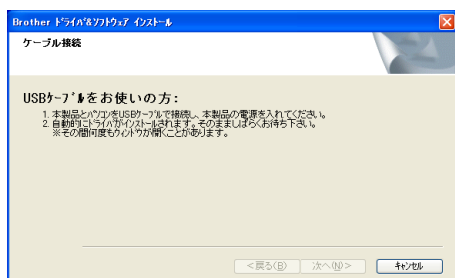 Brother ﾄﾞﾗｲﾊﾞ&ｿﾌﾄｳｪｱ ｲﾝｽﾄｰﾙ
ケーブル接続
USBｹｰﾌﾞﾙをお使いの方:
1. 本製品とﾊﾟｿｺﾝをUSBｹｰﾌﾞﾙで接続し、本製品の電源を入れてください。
2. 自動的にﾄﾞﾗｲﾊﾞがｲﾝｽﾄｰﾙされます。そのまましばらくお待ち下さい。
※その間何度もｳｨﾝﾄﾞｳが開くことがあります。
<戻る(B) 次へ(N)> ｷｬﾝｾﾙ